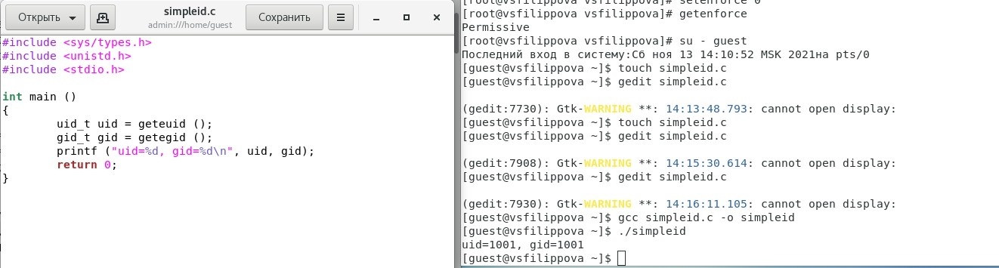 Открыть
simpleid.c
admin:///home/guest
Сохранить
#include <sys/types.h>
#include <unistd.h>
#include <stdio.h>
int main ()
{
        uid_t uid = geteuid ();
        gid_t gid = getegid ();
        printf ("uid=%d, gid=%d\n", uid, gid);
        return 0;
}
[root@vsfilippova vsfilippova]# setenforce 0
[root@vsfilippova vsfilippova]# getenforce
Permissive
[root@vsfilippova vsfilippova]# su - guest
Последний вход в систему:Сб ноя 13 14:10:52 MSK 2021на pts/0
[guest@vsfilippova ~]$ touch simpleid.c
[guest@vsfilippova ~]$ gedit simpleid.c
(gedit:7730): Gtk-WARNING **: 14:13:48.793: cannot open display:
[guest@vsfilippova ~]$ touch simpleid.c
[guest@vsfilippova ~]$ gedit simpleid.c
(gedit:7908): Gtk-WARNING **: 14:15:30.614: cannot open display:
[guest@vsfilippova ~]$ gedit simpleid.c
(gedit:7930): Gtk-WARNING **: 14:16:11.105: cannot open display:
[guest@vsfilippova ~]$ gcc simpleid.c -o simpleid
[guest@vsfilippova ~]$ ./simpleid
uid=1001, gid=1001
[guest@vsfilippova ~]$